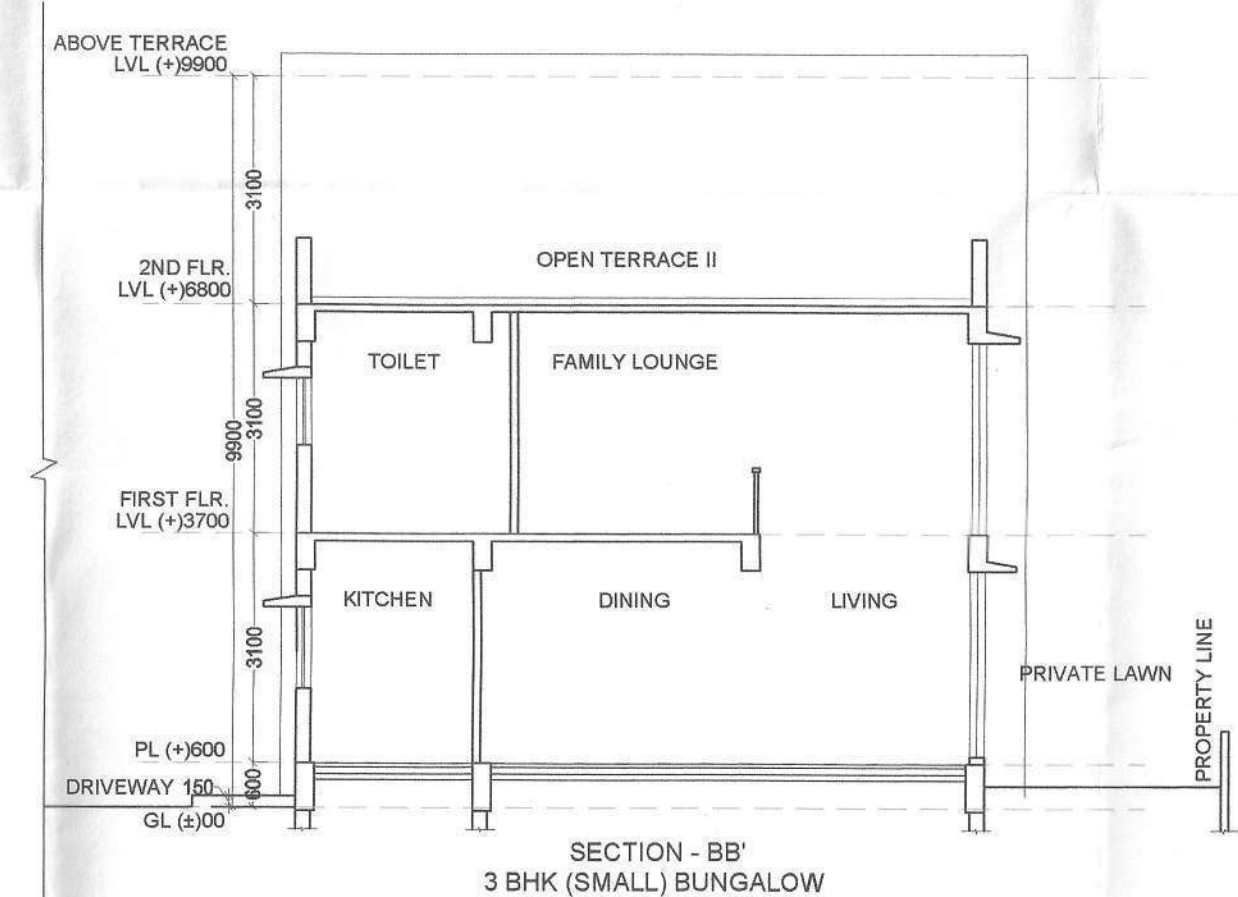 ABOVE TERRACE
LVL (+)9900
3100
2ND FLR.
LVL (+)6800
OPEN TERRACE II
TOILET
FAMILY LOUNGE
3100
9900
FIRST FLR.
LVL (+)3700
KITCHEN
DINING
LIVING
3100
PRIVATE LAWN
PROPERTY LINE
PL (+)600
DRIVEWAY 150
600
GL (±)00
SECTION - BB'
3 BHK (SMALL) BUNGALOW